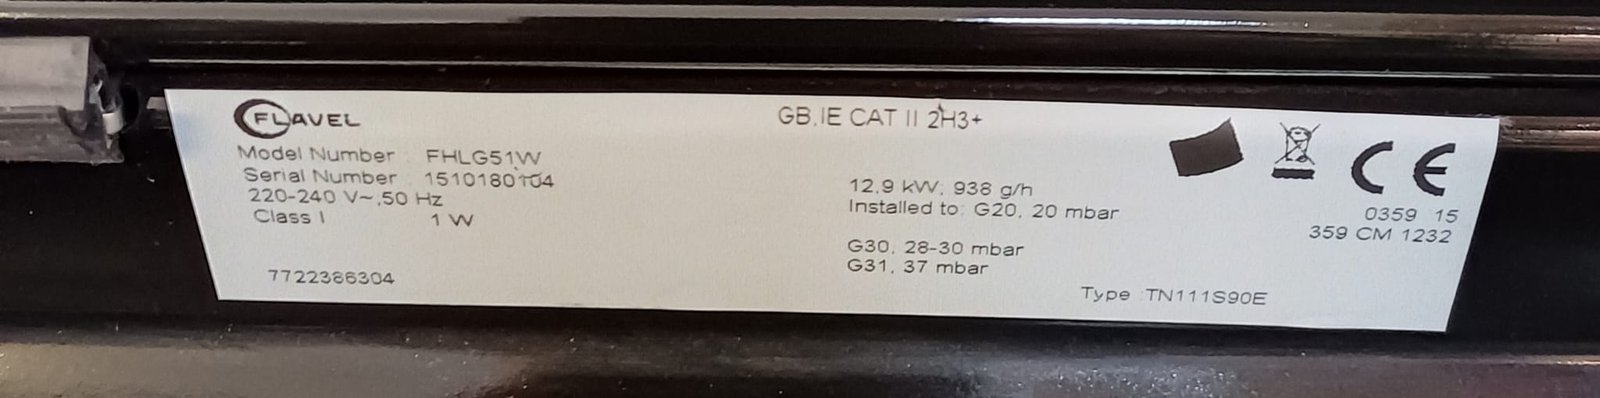 FLAVEL
GB,IE CAT II 2H3+
Model Number : FHLG51W
Serial Number : 1510180104
220-240 V~,50 Hz
Class I 1 W
7722386304
12,9 kW; 938 g/h
Installed to: G20, 20 mbar
G30, 28-30 mbar
G31, 37 mbar
Type :TN111S90E
CE
0359 15
359 CM 1232